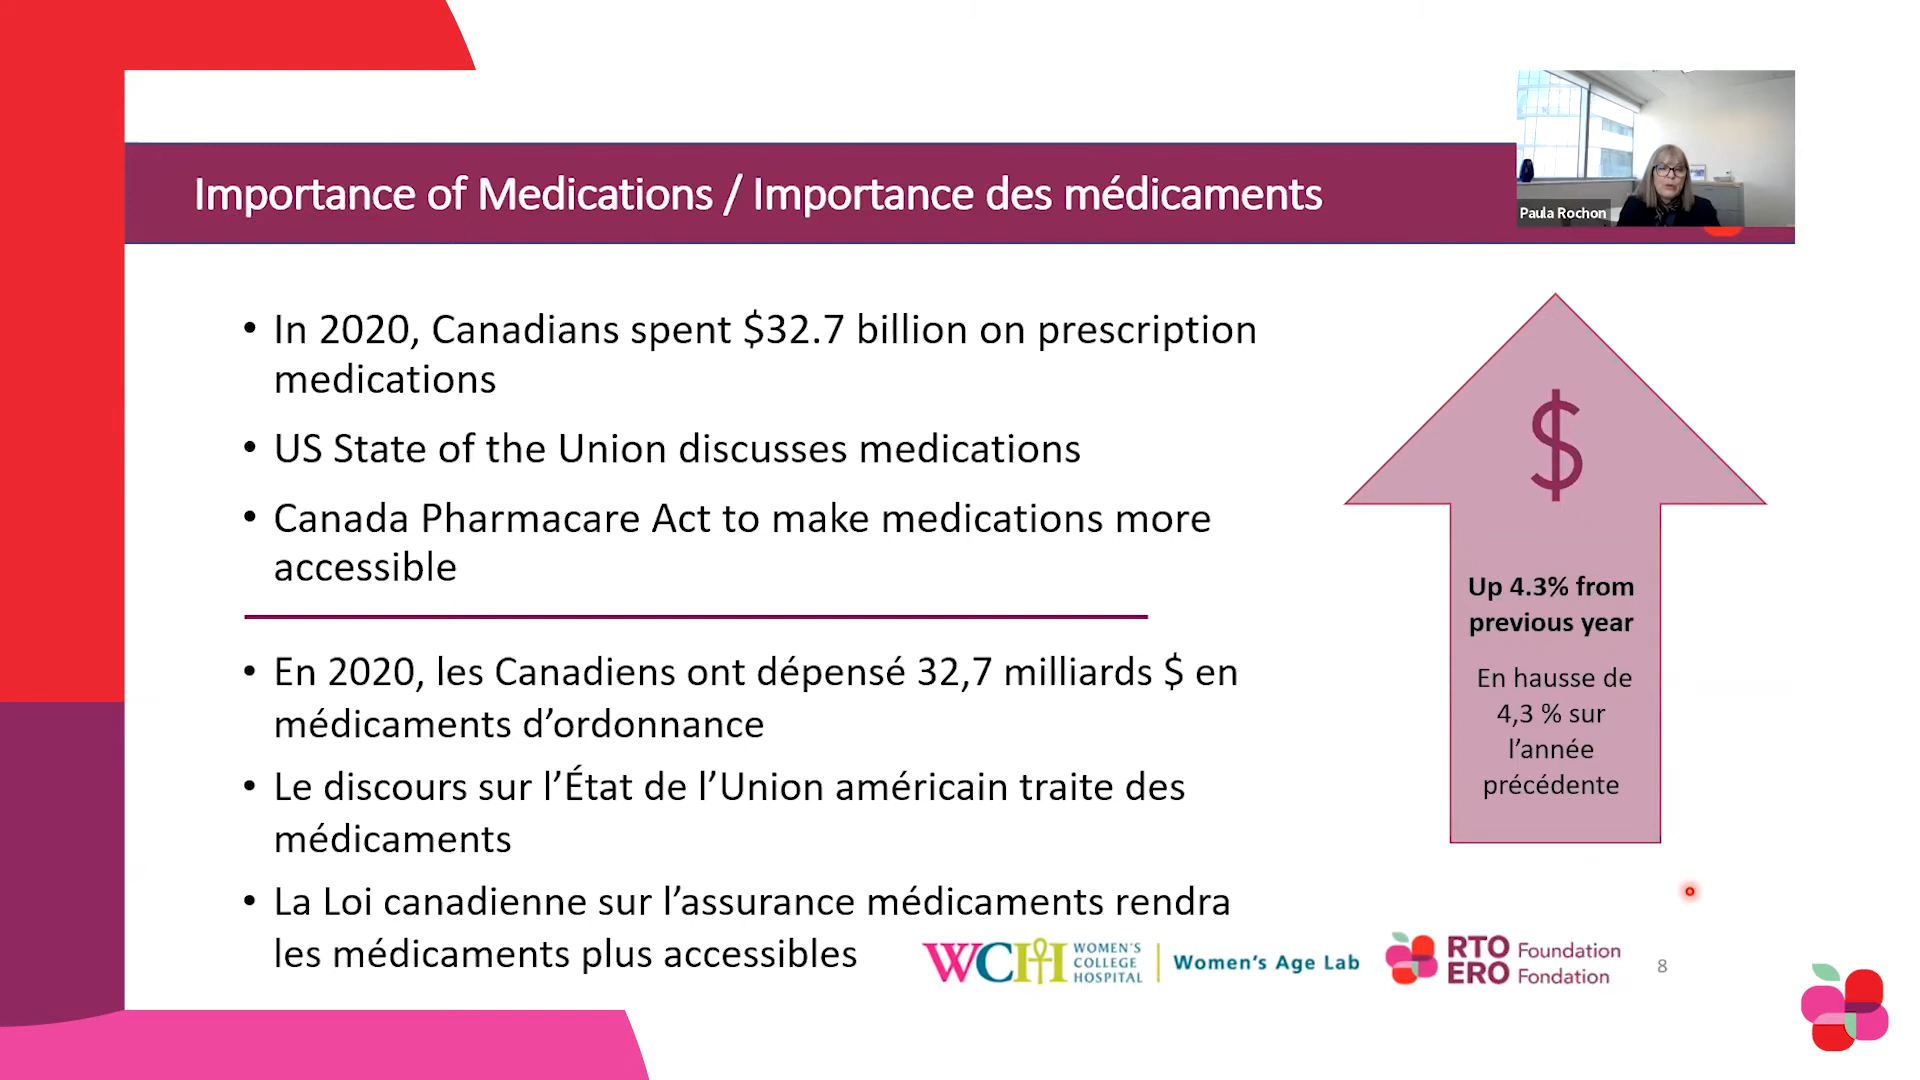 Importance of Medications / Importance des médicaments
Paula Rochon
• In 2020, Canadians spent $32.7 billion on prescription
medications
• US State of the Union discusses medications
• Canada Pharmacare Act to make medications more
accessible
• En 2020, les Canadiens ont dépensé 32,7 milliards $ en
médicaments d’ordonnance
• Le discours sur l’État de l’Union américain traite des
médicaments
• La Loi canadienne sur l’assurance médicaments rendra
les médicaments plus accessibles
$
Up 4.3% from
previous year
En hausse de
4,3 % sur
l’année
précédente
WCH
WOMEN'S
COLLEGE
HOSPITAL
Women's Age Lab
RTO
ERO
Foundation
Fondation
8